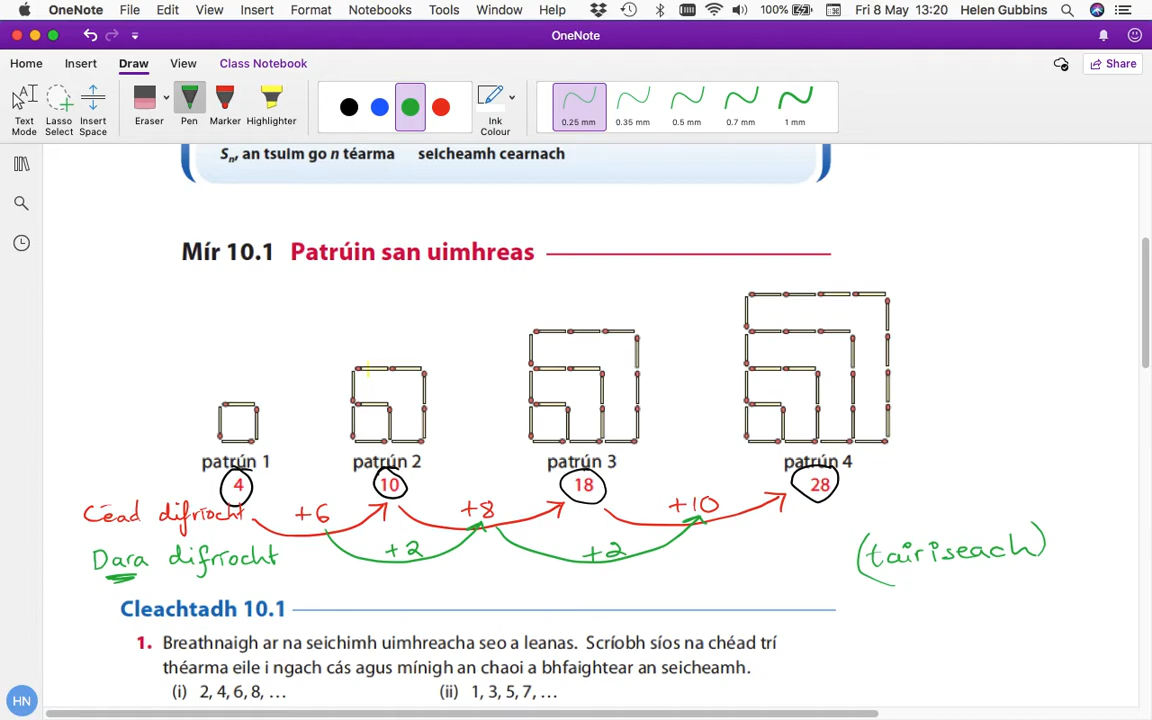 OneNote File Edit View Insert Format Notebooks Tools Window Help 100% Fri 8 May 13:20 Helen Gubbins
OneNote
Home Insert Draw View Class Notebook Share
Text Mode Lasso Select Insert Space Eraser Pen Marker Highlighter Ink Colour 0.25 mm 0.35 mm 0.5 mm 0.7 mm 1 mm
Sn, an tsuim go n téarma seicheamh cearnach
Mír 10.1 Patrúin san uimhreas
patrún 1 patrún 2 patrún 3 patrún 4
4 10 18 28
Céad difríocht +6 +8 +10
Dara difríocht +2 +2 (tairiseach)
Cleachtadh 10.1
1. Breathnaigh ar na seichimh uimhreacha seo a leanas. Scríobh síos na chéad trí
théarma eile i ngach cás agus mínigh an chaoi a bhfaightear an seicheamh.
(i) 2, 4, 6, 8, … (ii) 1, 3, 5, 7, …
HN